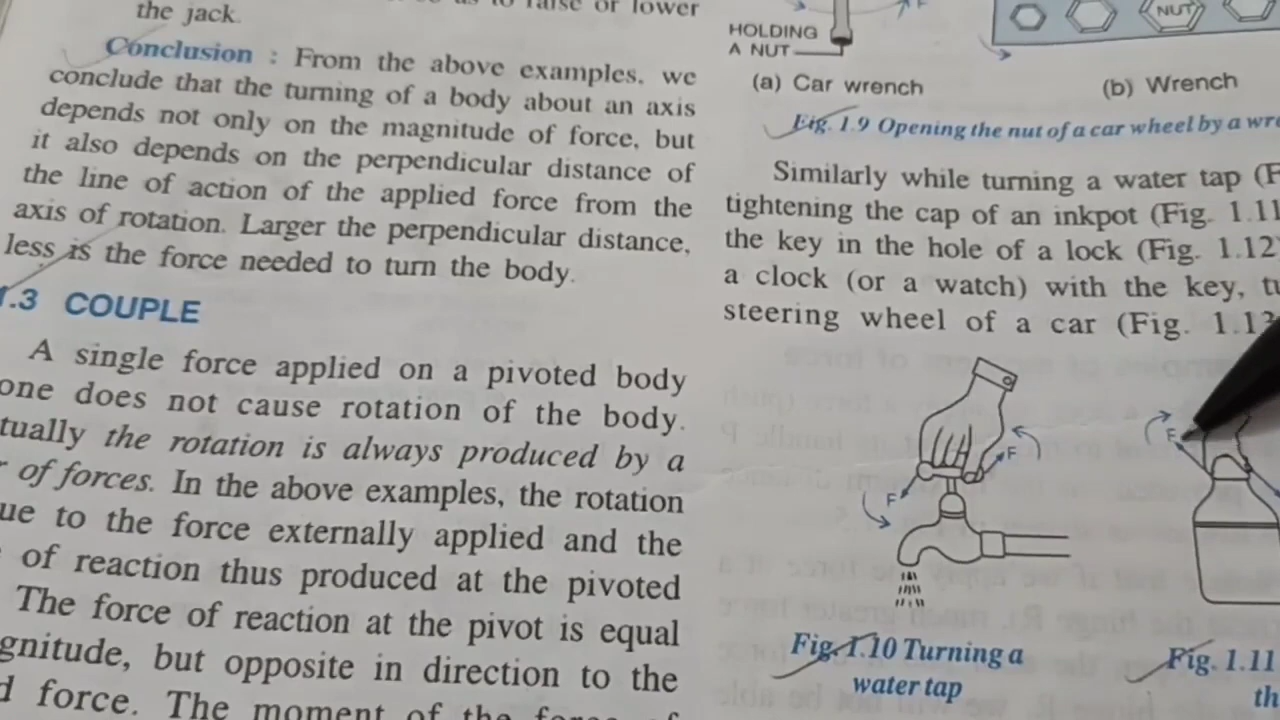 as to raise or lower
the jack.
Conclusion : From the above examples, we
conclude that the turning of a body about an axis
depends not only on the magnitude of force, but
it also depends on the perpendicular distance of
the line of action of the applied force from the
axis of rotation. Larger the perpendicular distance,
less is the force needed to turn the body.
.3 COUPLE
A single force applied on a pivoted body
one does not cause rotation of the body.
tually the rotation is always produced by a
of forces. In the above examples, the rotation
ue to the force externally applied and the
of reaction thus produced at the pivoted
The force of reaction at the pivot is equal
gnitude, but opposite in direction to the
d force. The moment of the
HOLDING
A NUT
F
NUT
(a) Car wrench
(b) Wrench
Fig. 1.9 Opening the nut of a car wheel by a wre
Similarly while turning a water tap (F
tightening the cap of an inkpot (Fig. 1.11
the key in the hole of a lock (Fig. 1.12)
a clock (or a watch) with the key, tu
steering wheel of a car (Fig. 1.13
F
F
F
Fig. 1.10 Turning a
water tap
Fig. 1.11
th